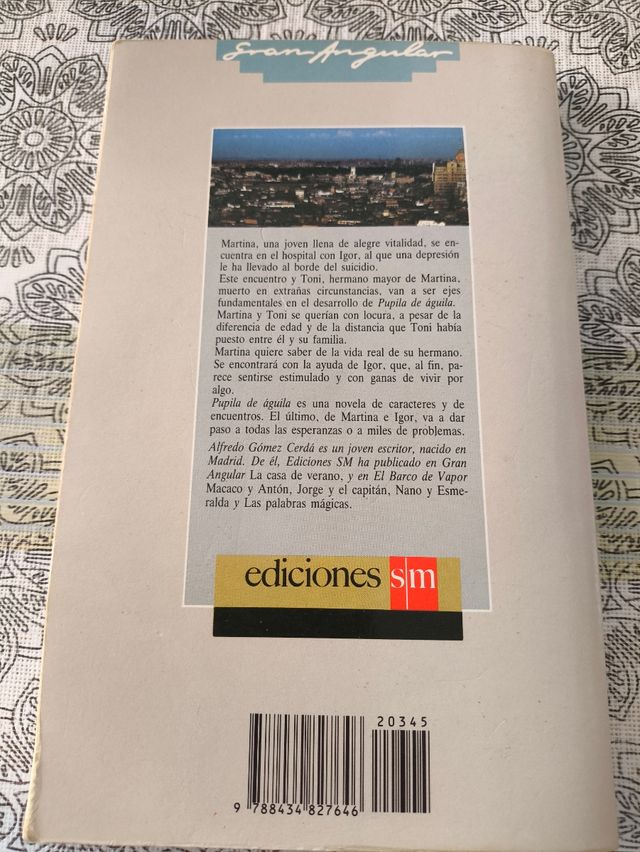 Gran Angular
Martina, una joven llena de alegre vitalidad, se en-
cuentra en el hospital con Igor, al que una depresión
le ha llevado al borde del suicidio.
Este encuentro y Toni, hermano mayor de Martina,
muerto en extrañas circunstancias, van a ser ejes
fundamentales en el desarrollo de Pupila de águila.
Martina y Toni se querían con locura, a pesar de la
diferencia de edad y de la distancia que Toni había
puesto entre él y su familia.
Martina quiere saber de la vida real de su hermano.
Se encontrará con la ayuda de Igor, que, al fin, pa-
rece sentirse estimulado y con ganas de vivir por
algo.
Pupila de águila es una novela de caracteres y de
encuentros. El último, de Martina e Igor, va a dar
paso a todas las esperanzas o a miles de problemas.
Alfredo Gómez Cerdá es un joven escritor, nacido en
Madrid. De él, Ediciones SM ha publicado en Gran
Angular La casa de verano, y en El Barco de Vapor
Macaco y Antón, Jorge y el capitán, Nano y Esme-
ralda y Las palabras mágicas.
ediciones sm
20345
9 788434 827646